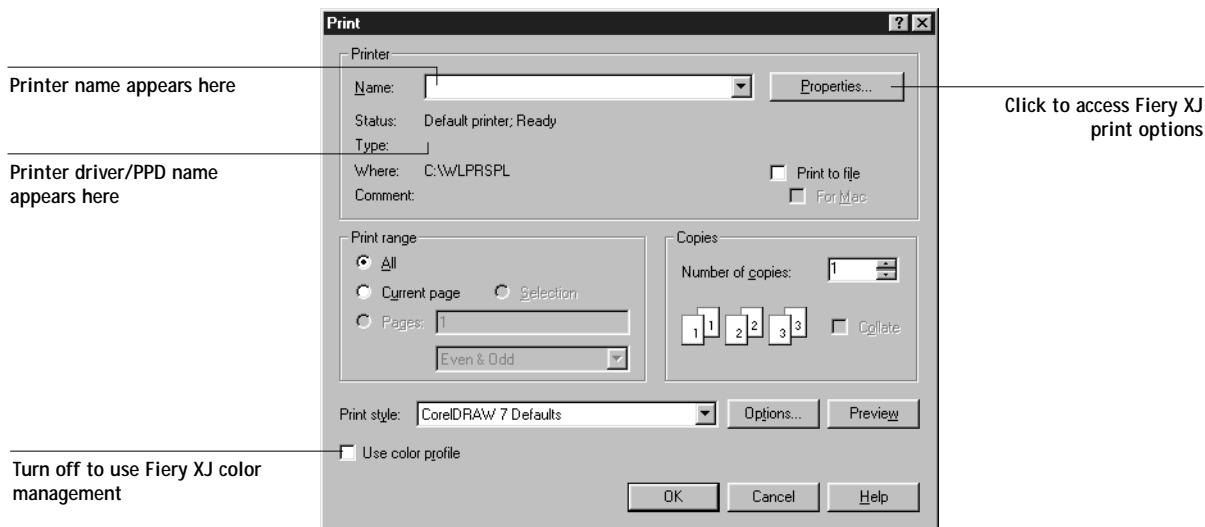 Print
Printer
Printer name appears here
Name:
Properties...
Click to access Fiery XJ
print options
Status: Default printer; Ready
Type:
Printer driver/PPD name
appears here
Where: C:\WLPRSPL
Print to file
Comment:
For Mac
Print range
All
Current page Selection
Pages: 1
Even & Odd
Copies
Number of copies: 1
1 1 2 2 3 3
Collate
Print style: CorelDRAW 7 Defaults
Options... Preview
Use color profile
Turn off to use Fiery XJ color
management
OK Cancel Help